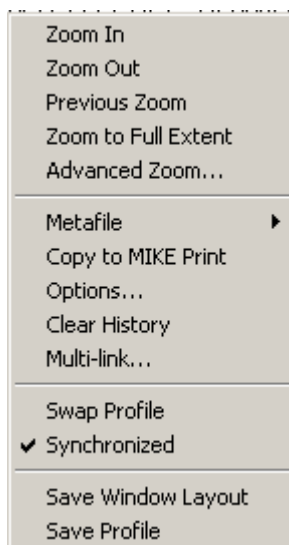 Zoom In
Zoom Out
Previous Zoom
Zoom to Full Extent
Advanced Zoom...
Metafile
Copy to MIKE Print
Options...
Clear History
Multi-link...
Swap Profile
Synchronized
Save Window Layout
Save Profile